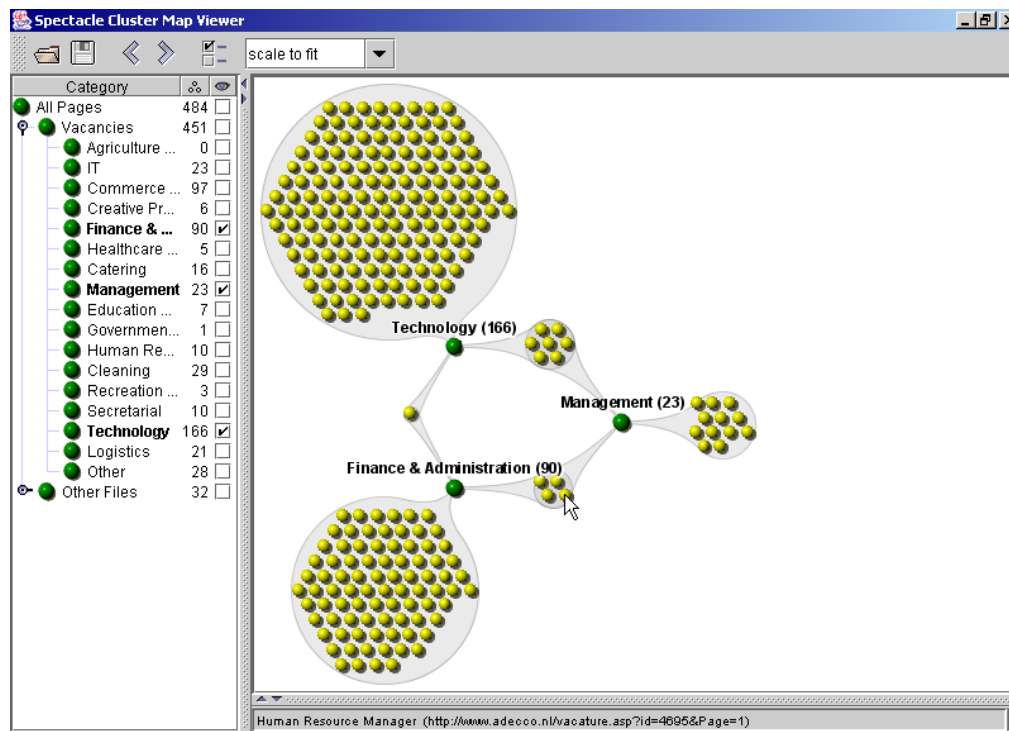 Spectacle Cluster Map Viewer
scale to fit
Category
All Pages 484
Vacancies 451
Agriculture ... 0
IT 23
Commerce ... 97
Creative Pr... 6
Finance & ... 90
Healthcare ... 5
Catering 16
Management 23
Education ... 7
Governmen... 1
Human Re... 10
Cleaning 29
Recreation ... 3
Secretarial 10
Technology 166
Logistics 21
Other 28
Other Files 32
Technology (166)
Management (23)
Finance & Administration (90)
Human Resource Manager (http://www.adecco.nl/vacature.asp?id=4695&Page=1)